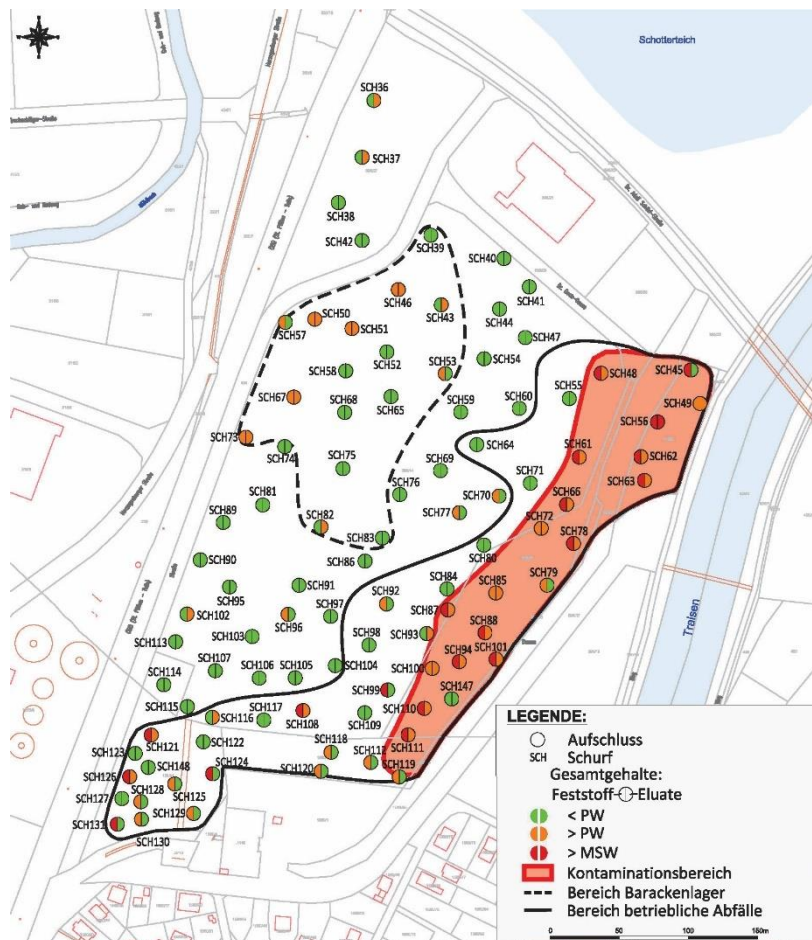 Schotterteich
SCH36
SCH37
SCH38
SCH42
SCH39
SCH40
SCH41
SCH46
SCH43
SCH44
SCH50
SCH57
SCH51
SCH47
SCH52
SCH53
SCH54
SCH58
SCH48
SCH45
SCH67
SCH65
SCH68
SCH59
SCH60
SCH55
SCH49
SCH56
SCH73
SCH74
SCH64
SCH61
SCH62
SCH75
SCH69
SCH63
SCH76
SCH71
SCH70
SCH81
SCH66
SCH89
SCH82
SCH77
SCH72
SCH83
SCH78
SCH90
SCH86
SCH80
SCH95
SCH91
SCH84
SCH85
SCH79
SCH92
SCH87
SCH102
SCH96
SCH97
Traisen
SCH113
SCH103
SCH98
SCH93
SCH88
SCH94
SCH101
SCH107
SCH106
SCH105
SCH104
SCH100
SCH114
SCH99
SCH147
SCH115
SCH116
SCH117
SCH108
SCH109
SCH110
SCH121
SCH122
SCH111
SCH123
SCH118
SCH112
SCH148
SCH126
SCH124
SCH120
SCH119
SCH128
SCH125
SCH127
SCH129
SCH131
SCH130
LEGENDE:
Aufschluss
SCH Schurf
Gesamtgehalte:
Feststoff Eluate
< PW
> PW
> MSW
Kontaminationsbereich
Bereich Barackenlager
Bereich betriebliche Abfälle
0 50 100 150m